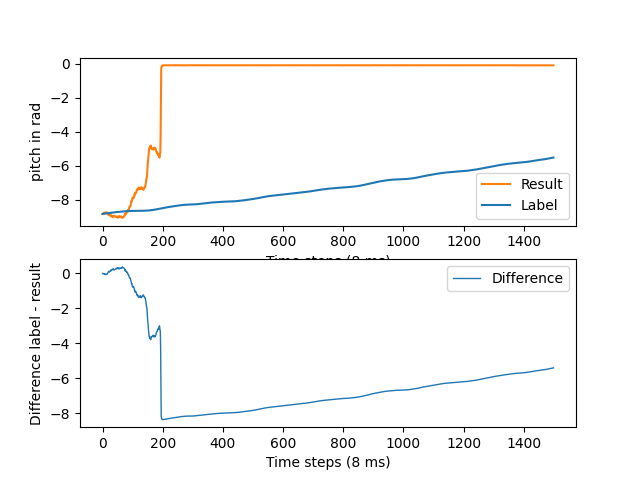 0
−2
−4
−6
−8
pitch in rad
Result
Label
0 200 400 600 800 1000 1200 1400
Time steps (8 ms)
0
−2
−4
−6
−8
Difference label - result
Difference
0 200 400 600 800 1000 1200 1400
Time steps (8 ms)